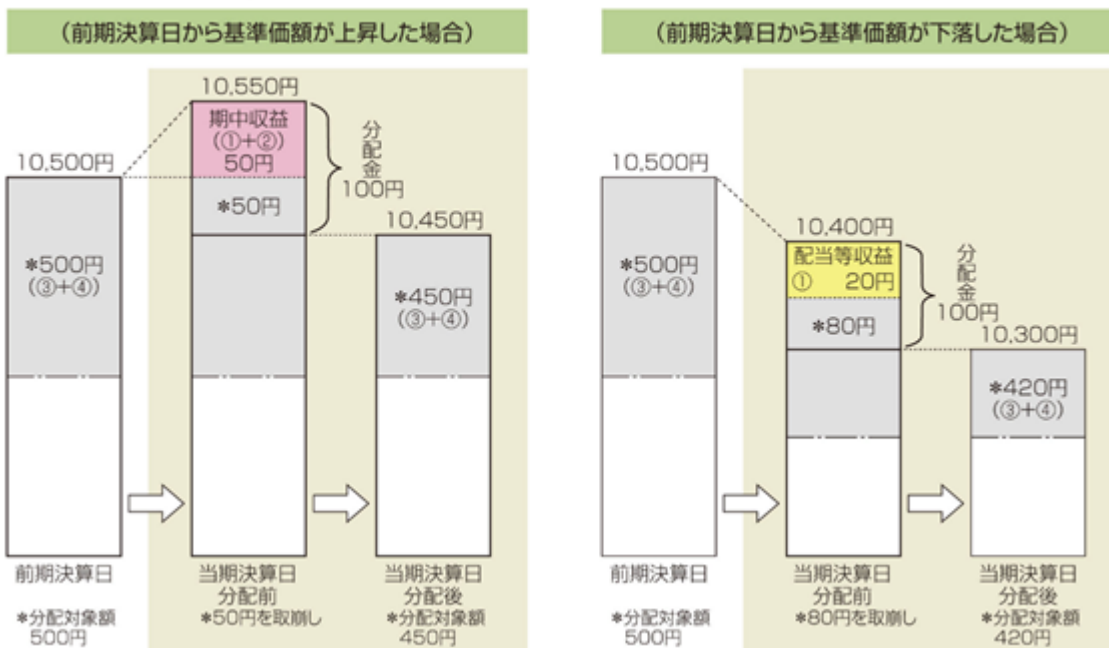 (前期決算日から基準価額が上昇した場合)
10,550円
期中収益
(①+②)
50円
*50円
分配金
100円
10,500円
*500円
(③+④)
10,450円
*450円
(③+④)
前期決算日
*分配対象額
500円
当期決算日
分配前
*50円を取崩し
当期決算日
分配後
*分配対象額
450円
(前期決算日から基準価額が下落した場合)
10,500円
*500円
(③+④)
10,400円
配当等収益
① 20円
*80円
分配金
100円
10,300円
*420円
(③+④)
前期決算日
*分配対象額
500円
当期決算日
分配前
*80円を取崩し
当期決算日
分配後
*分配対象額
420円